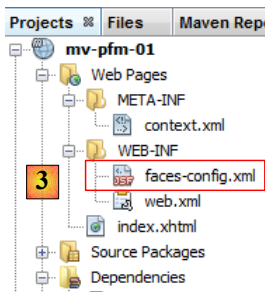 Projects Files Maven Repo
mv-pfm-01
Web Pages
META-INF
context.xml
WEB-INF
3 faces-config.xml
web.xml
index.xhtml
Source Packages
Dependencies